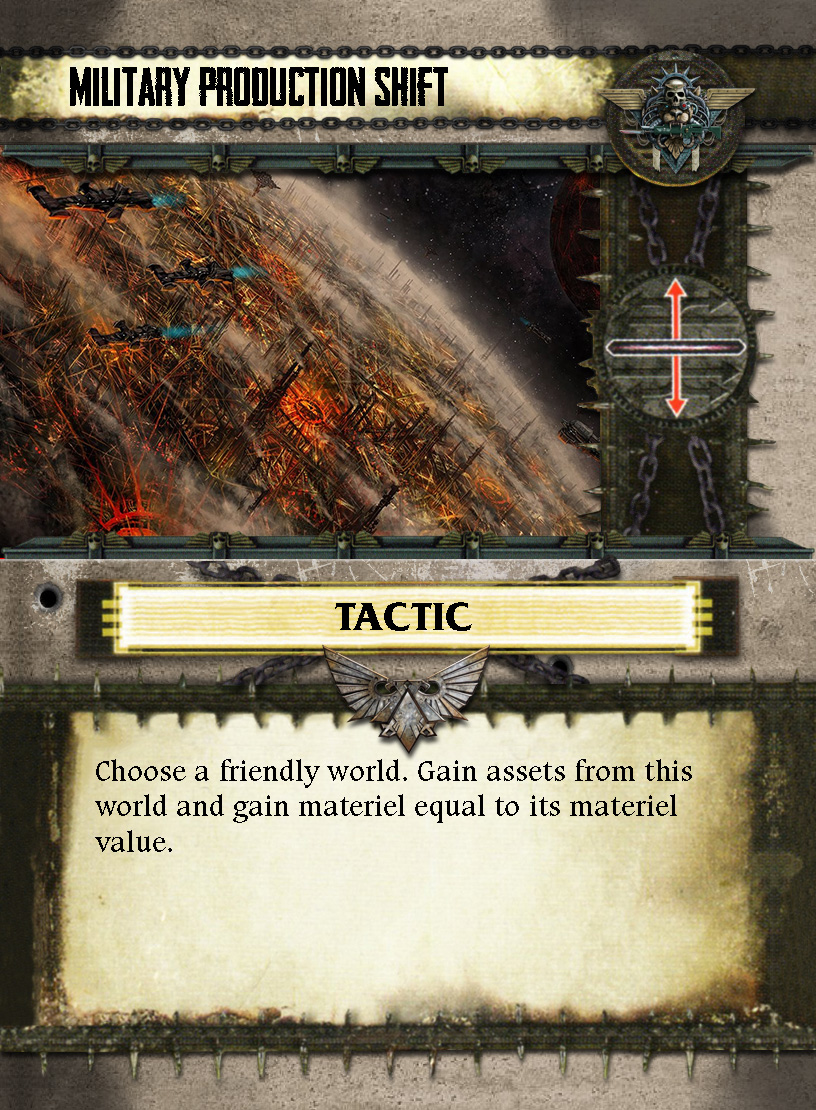 MILITARY PRODUCTION SHIFT
TACTIC
Choose a friendly world. Gain assets from this
world and gain materiel equal to its materiel
value.